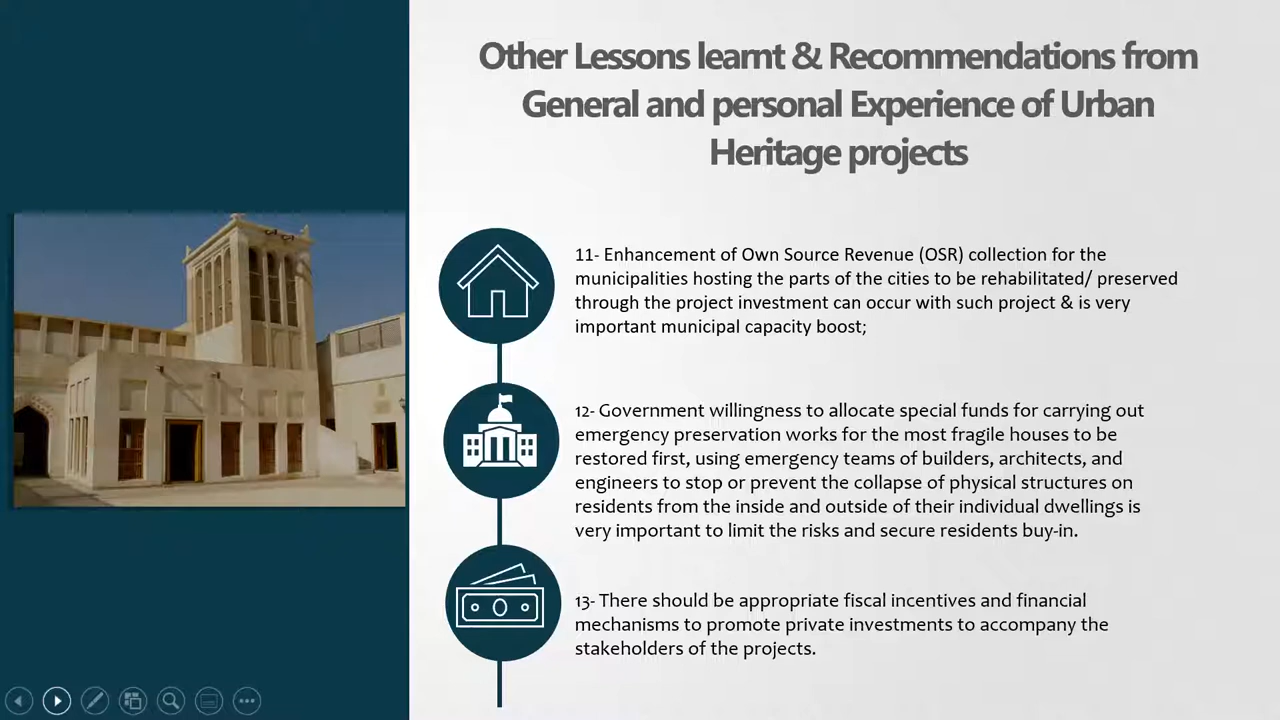 Other Lessons learnt & Recommendations from
General and personal Experience of Urban
Heritage projects
11- Enhancement of Own Source Revenue (OSR) collection for the
municipalities hosting the parts of the cities to be rehabilitated/ preserved
through the project investment can occur with such project & is very
important municipal capacity boost;
12- Government willingness to allocate special funds for carrying out
emergency preservation works for the most fragile houses to be
restored first, using emergency teams of builders, architects, and
engineers to stop or prevent the collapse of physical structures on
residents from the inside and outside of their individual dwellings is
very important to limit the risks and secure residents buy-in.
13- There should be appropriate fiscal incentives and financial
mechanisms to promote private investments to accompany the
stakeholders of the projects.